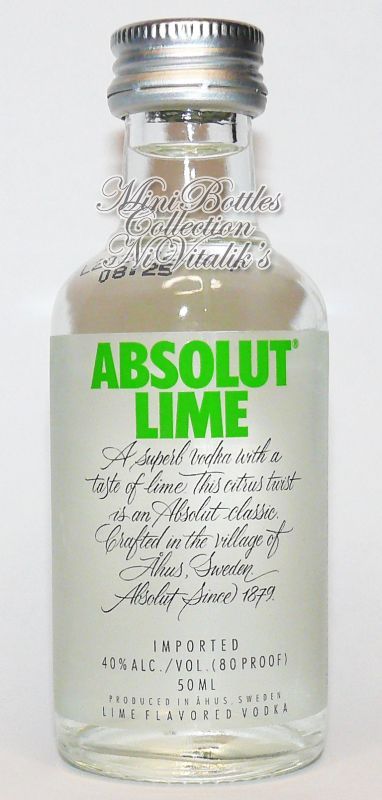 MiniBottles
Collection
NiVitalik's
08:25
ABSOLUT®
LIME
A superb vodka with a
taste of lime. This citrus twist
is an Absolut classic.
Crafted in the village of
Åhus, Sweden
Absolut Since 1879.
IMPORTED
40% ALC./VOL.(80 PROOF)
50ML
PRODUCED IN ÅHUS, SWEDEN
LIME FLAVORED VODKA